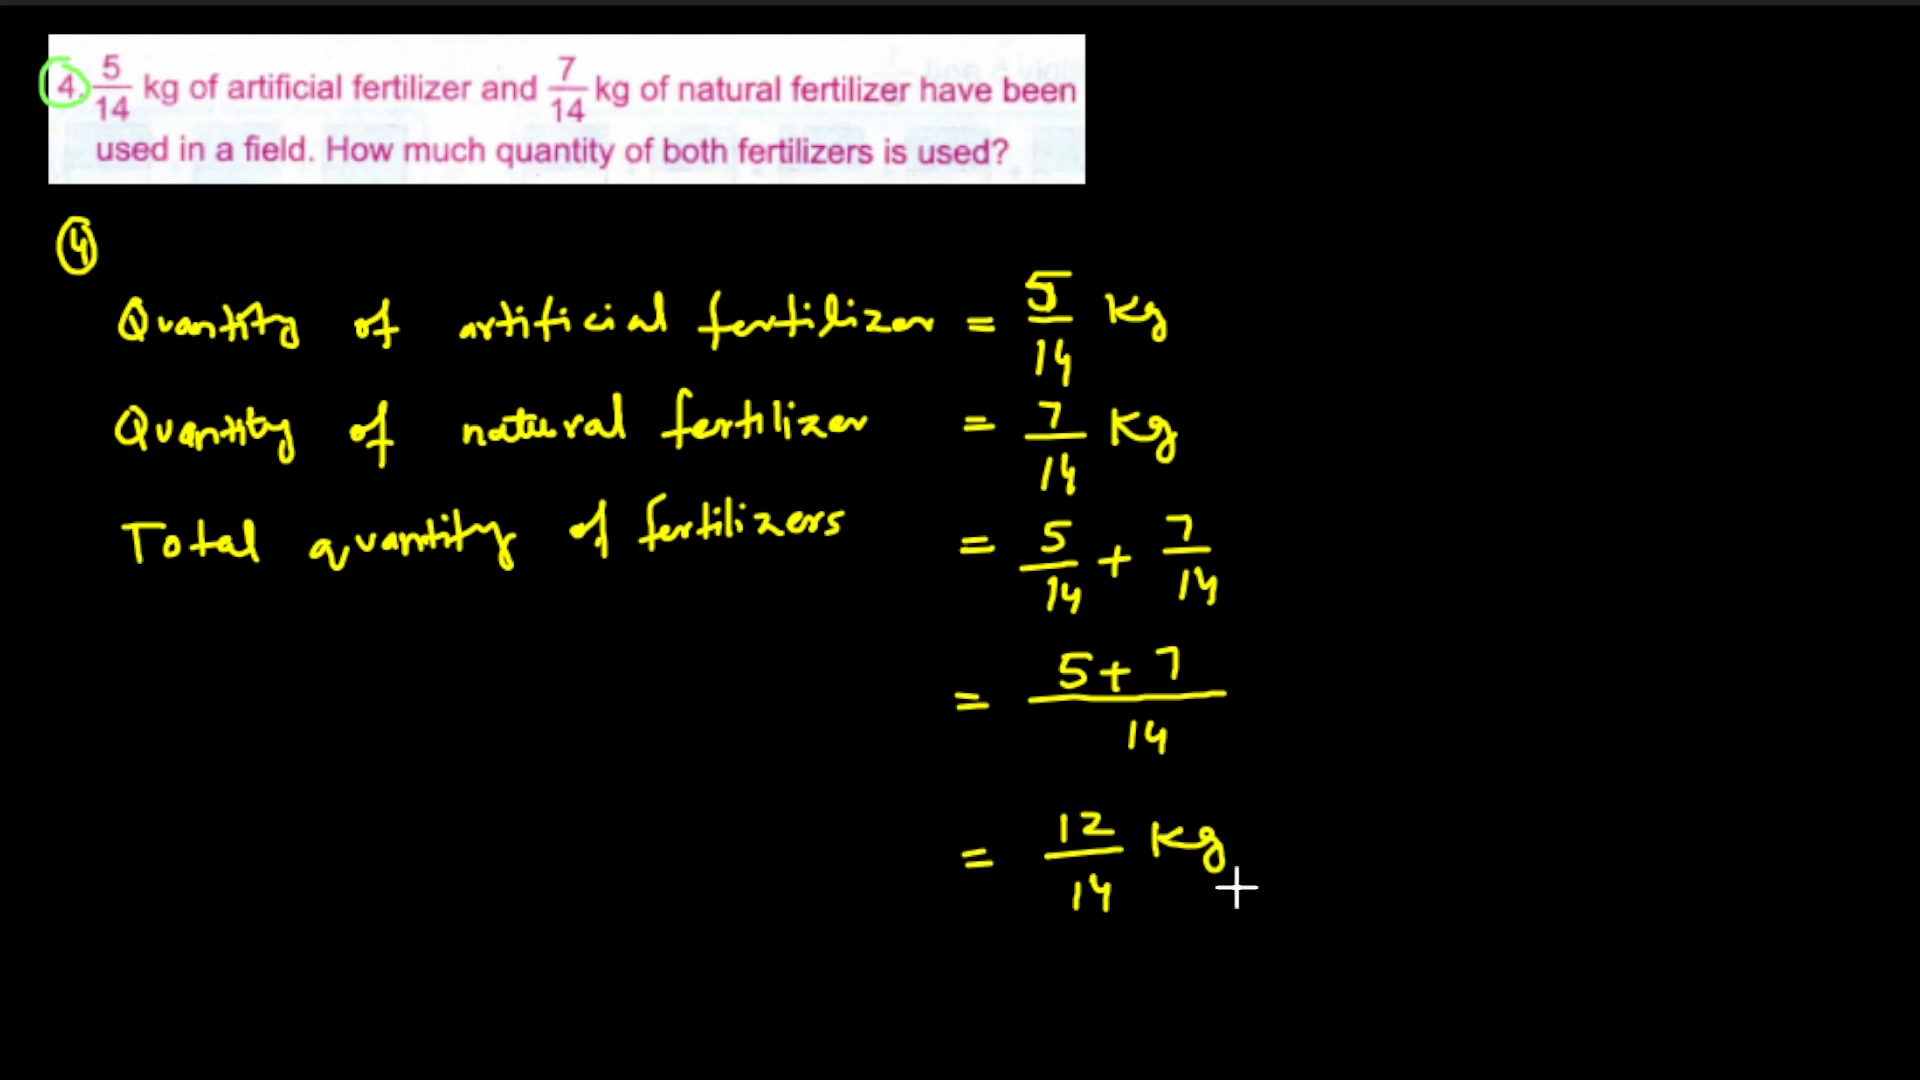 4. 5/14 kg of artificial fertilizer and 7/14 kg of natural fertilizer have been
used in a field. How much quantity of both fertilizers is used?
4
Quantity of artificial fertilizer = 5/14 kg
Quantity of natural fertilizer = 7/14 kg
Total quantity of fertilizers = 5/14 + 7/14
= 5+7/14
= 12/14 kg